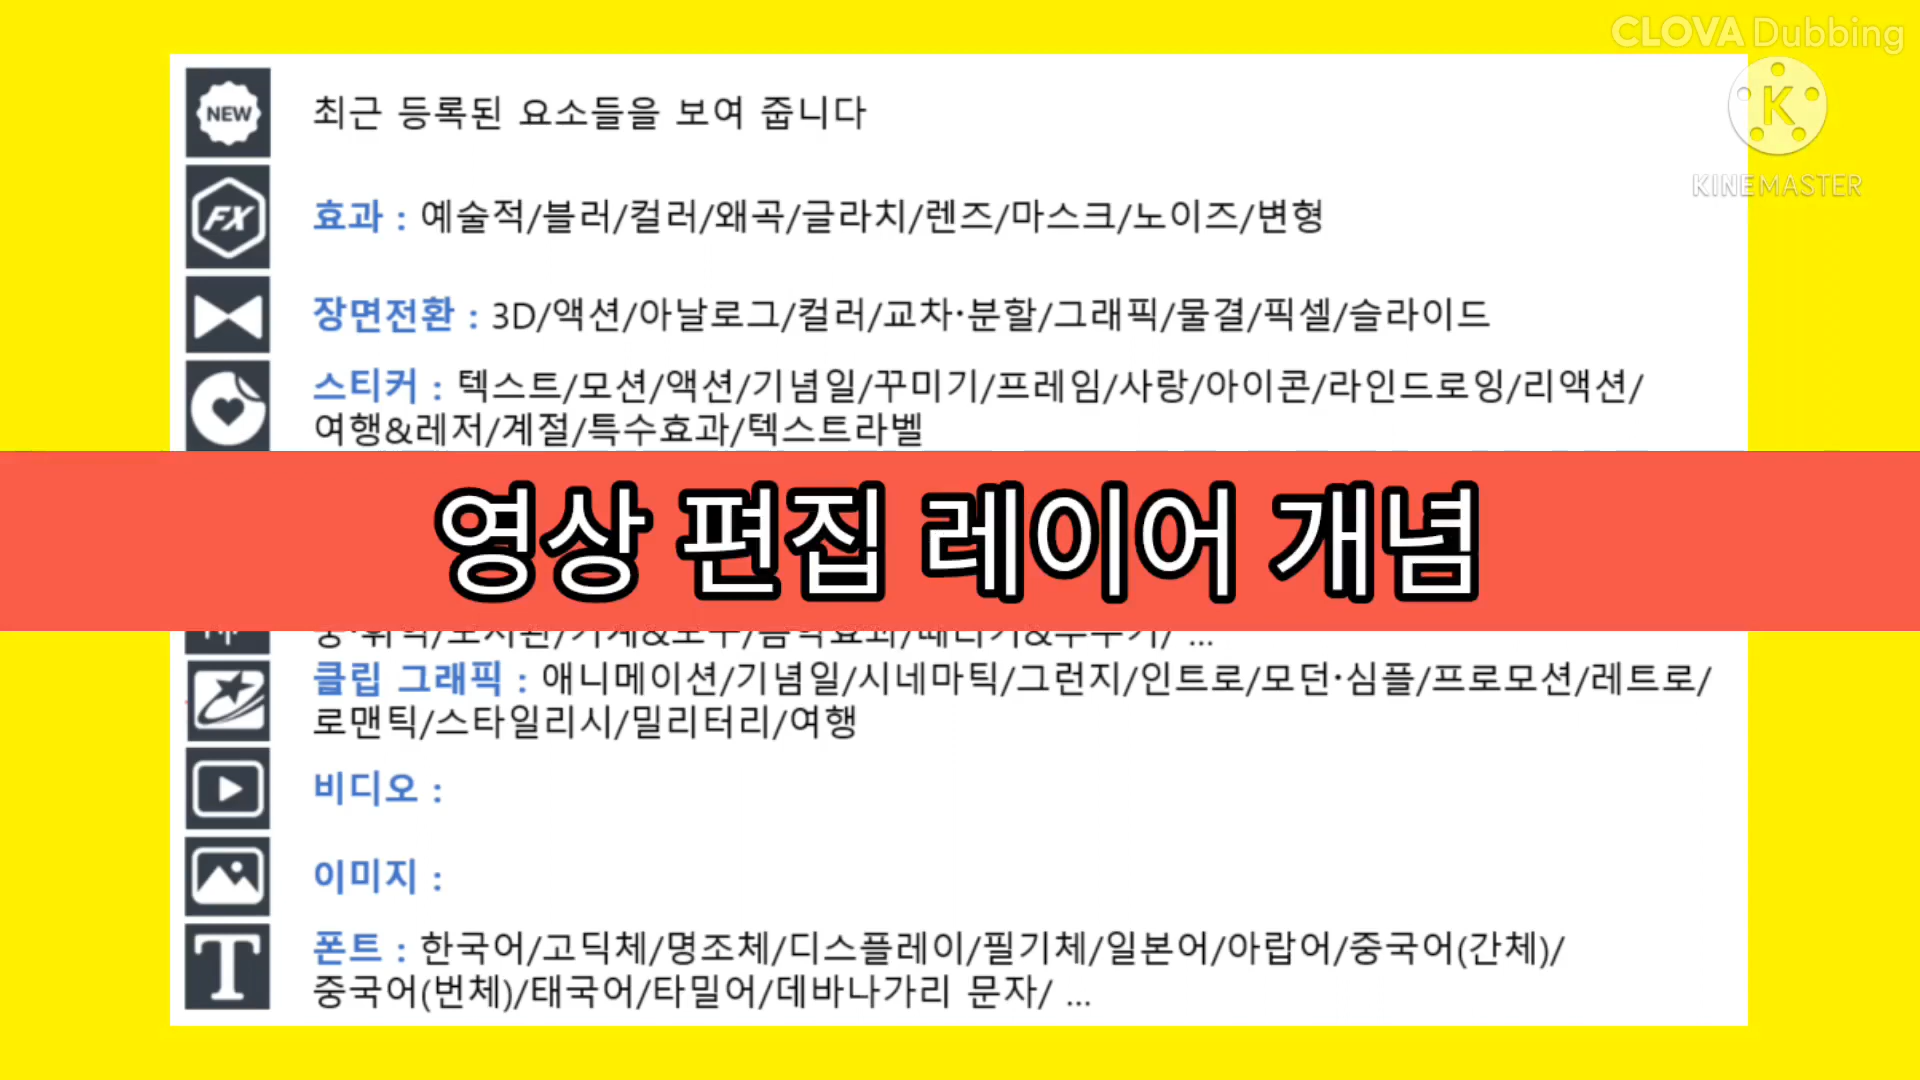 CLOVA Dubbing
KINEMASTER
NEW
최근 등록된 요소들을 보여 줍니다
FX
효과 : 예술적/블러/컬러/왜곡/글라치/렌즈/마스크/노이즈/변형
장면전환 : 3D/액션/아날로그/컬러/교차·분할/그래픽/물결/픽셀/슬라이드
스티커 : 텍스트/모션/액션/기념일/꾸미기/프레임/사랑/아이콘/라인드로잉/리액션/
여행&레저/계절/특수효과/텍스트라벨
영상 편집 레이어 개념
클립 그래픽 : 애니메이션/기념일/시네마틱/그런지/인트로/모던·심플/프로모션/레트로/
로맨틱/스타일리시/밀리터리/여행
비디오 :
이미지 :
폰트 : 한국어/고딕체/명조체/디스플레이/필기체/일본어/아랍어/중국어(간체)/
중국어(번체)/태국어/타밀어/데바나가리 문자/ ...